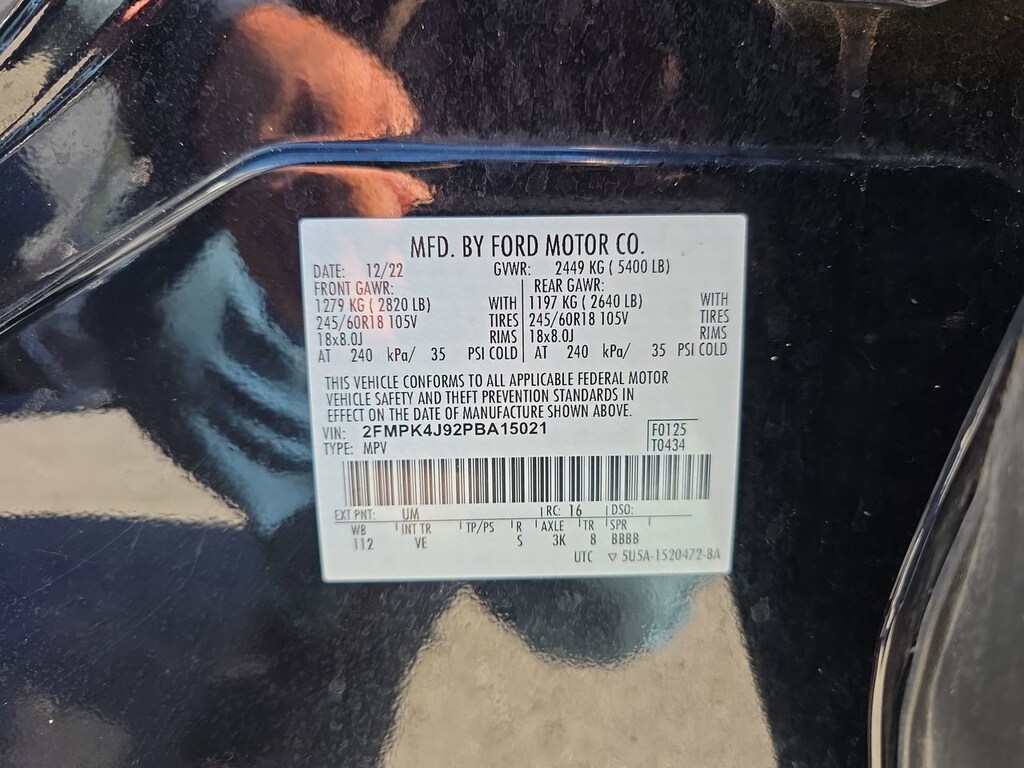 MFD. BY FORD MOTOR CO.
DATE: 12/22 GVWR: 2449 KG ( 5400 LB)
FRONT GAWR: REAR GAWR:
1279 KG ( 2820 LB) WITH 1197 KG ( 2640 LB) WITH
245/60R18 105V TIRES 245/60R18 105V TIRES
18x8.0J RIMS 18x8.0J RIMS
AT 240 kPa/ 35 PSI COLD AT 240 kPa/ 35 PSI COLD
THIS VEHICLE CONFORMS TO ALL APPLICABLE FEDERAL MOTOR
VEHICLE SAFETY AND THEFT PREVENTION STANDARDS IN
EFFECT ON THE DATE OF MANUFACTURE SHOWN ABOVE.
VIN: 2FMPK4J92PBA15021 F0125
TYPE: MPV T0434
EXT PNT: UM RC: 16 DSO:
WB INT TR TP/PS R AXLE TR SPR
112 VE S 3K 8 BBBB
UTC ▽ 5U5A-1520472-BA